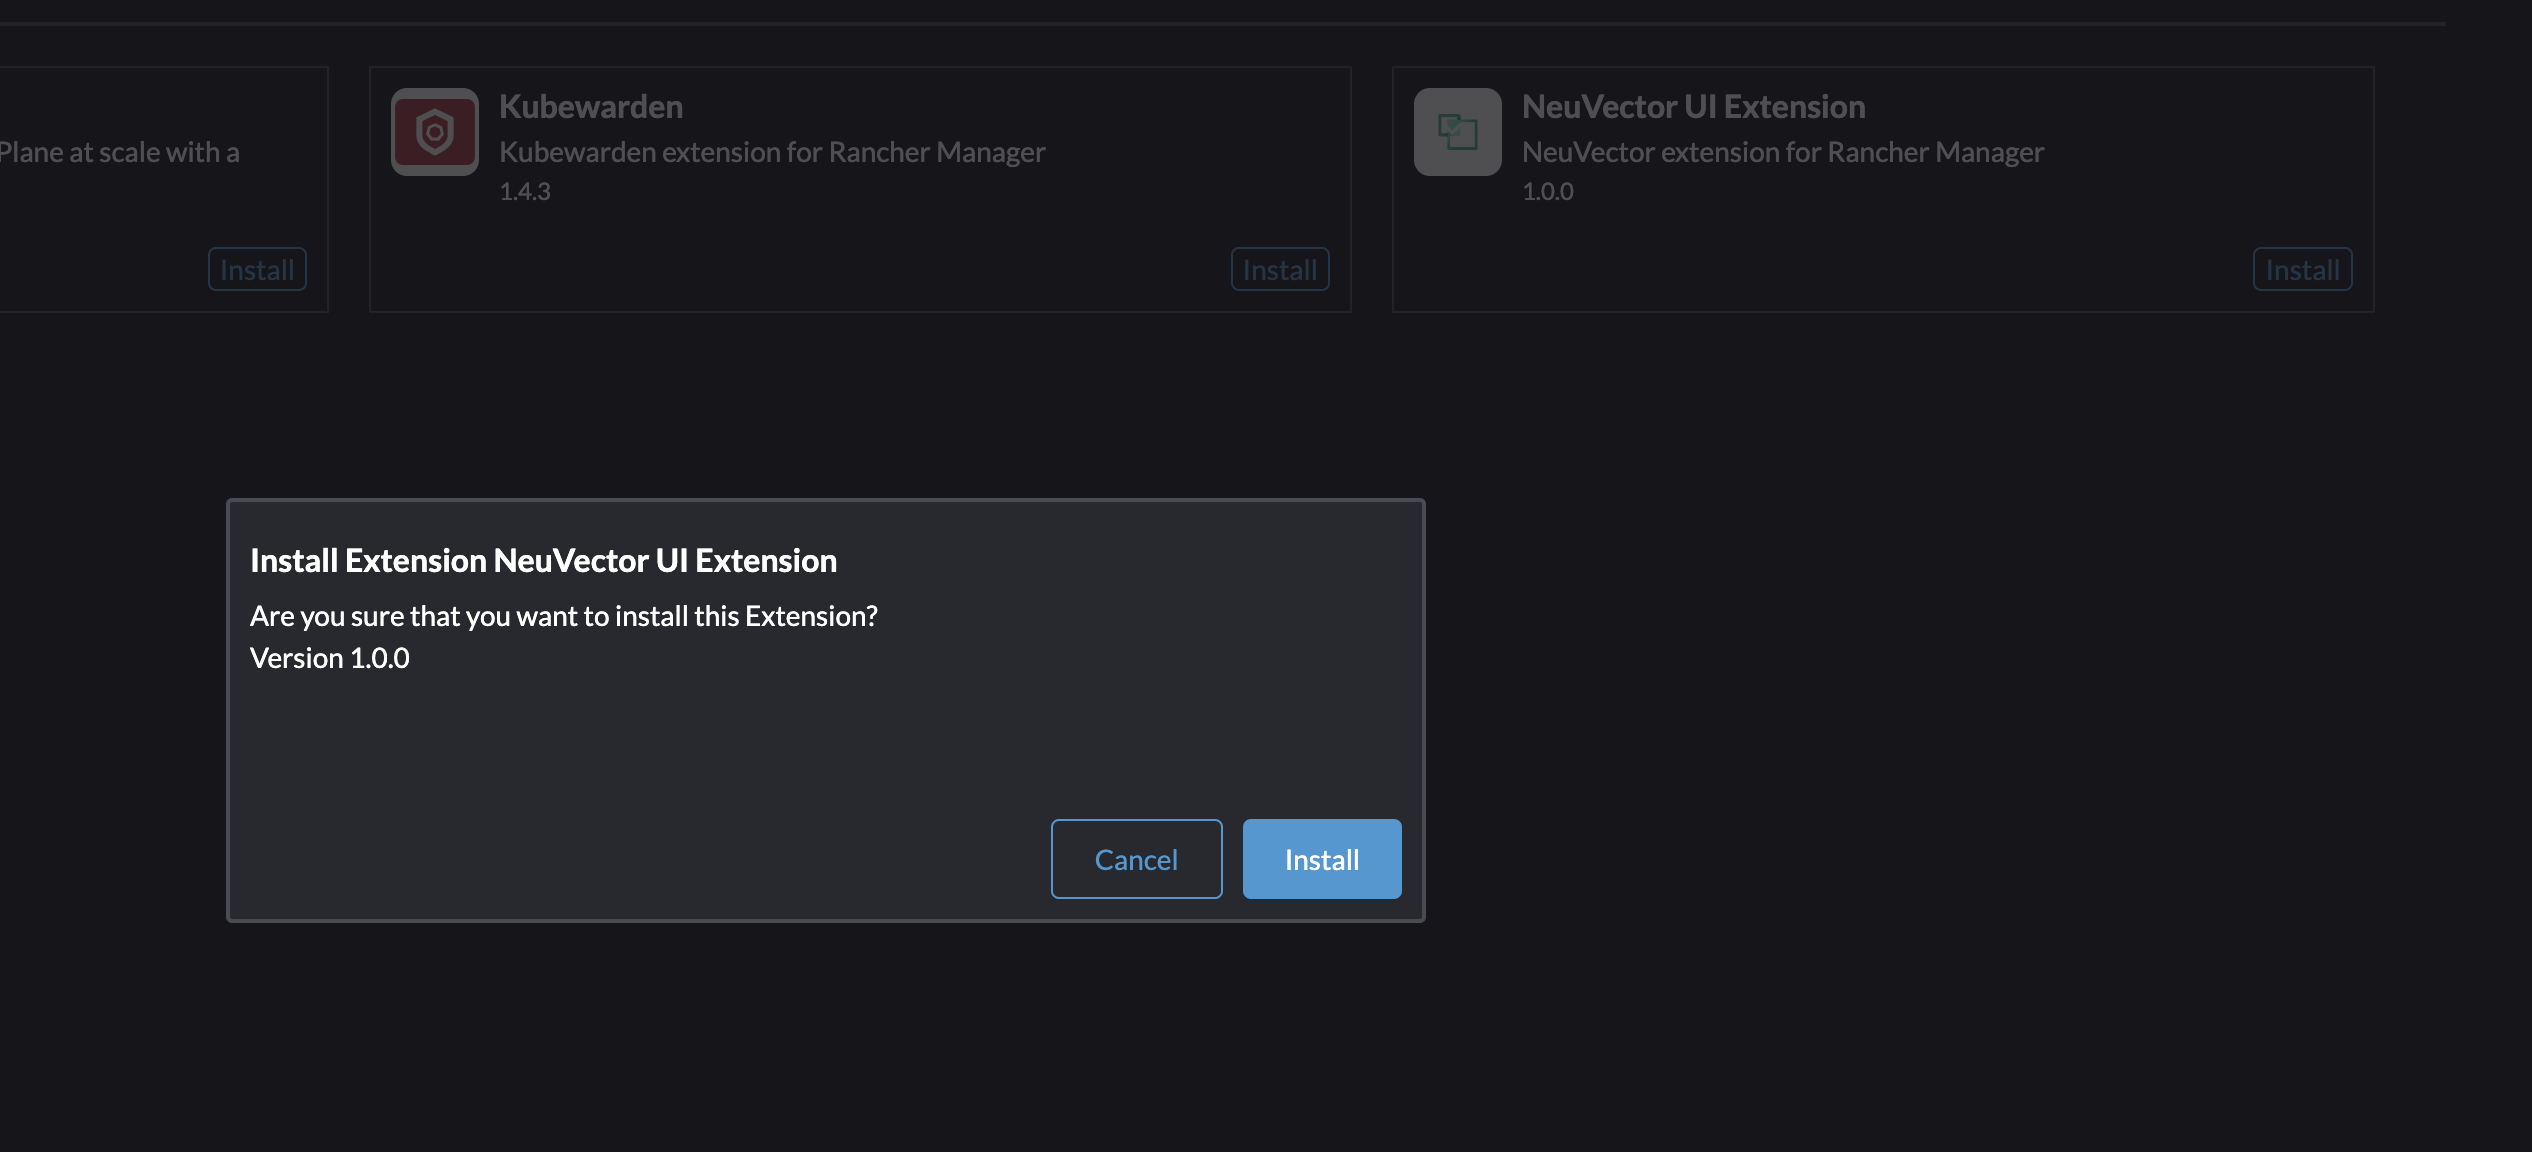 Plane at scale with a
Install
Kubewarden
Kubewarden extension for Rancher Manager
1.4.3
Install
NeuVector UI Extension
NeuVector extension for Rancher Manager
1.0.0
Install
Install Extension NeuVector UI Extension
Are you sure that you want to install this Extension?
Version 1.0.0
Cancel
Install